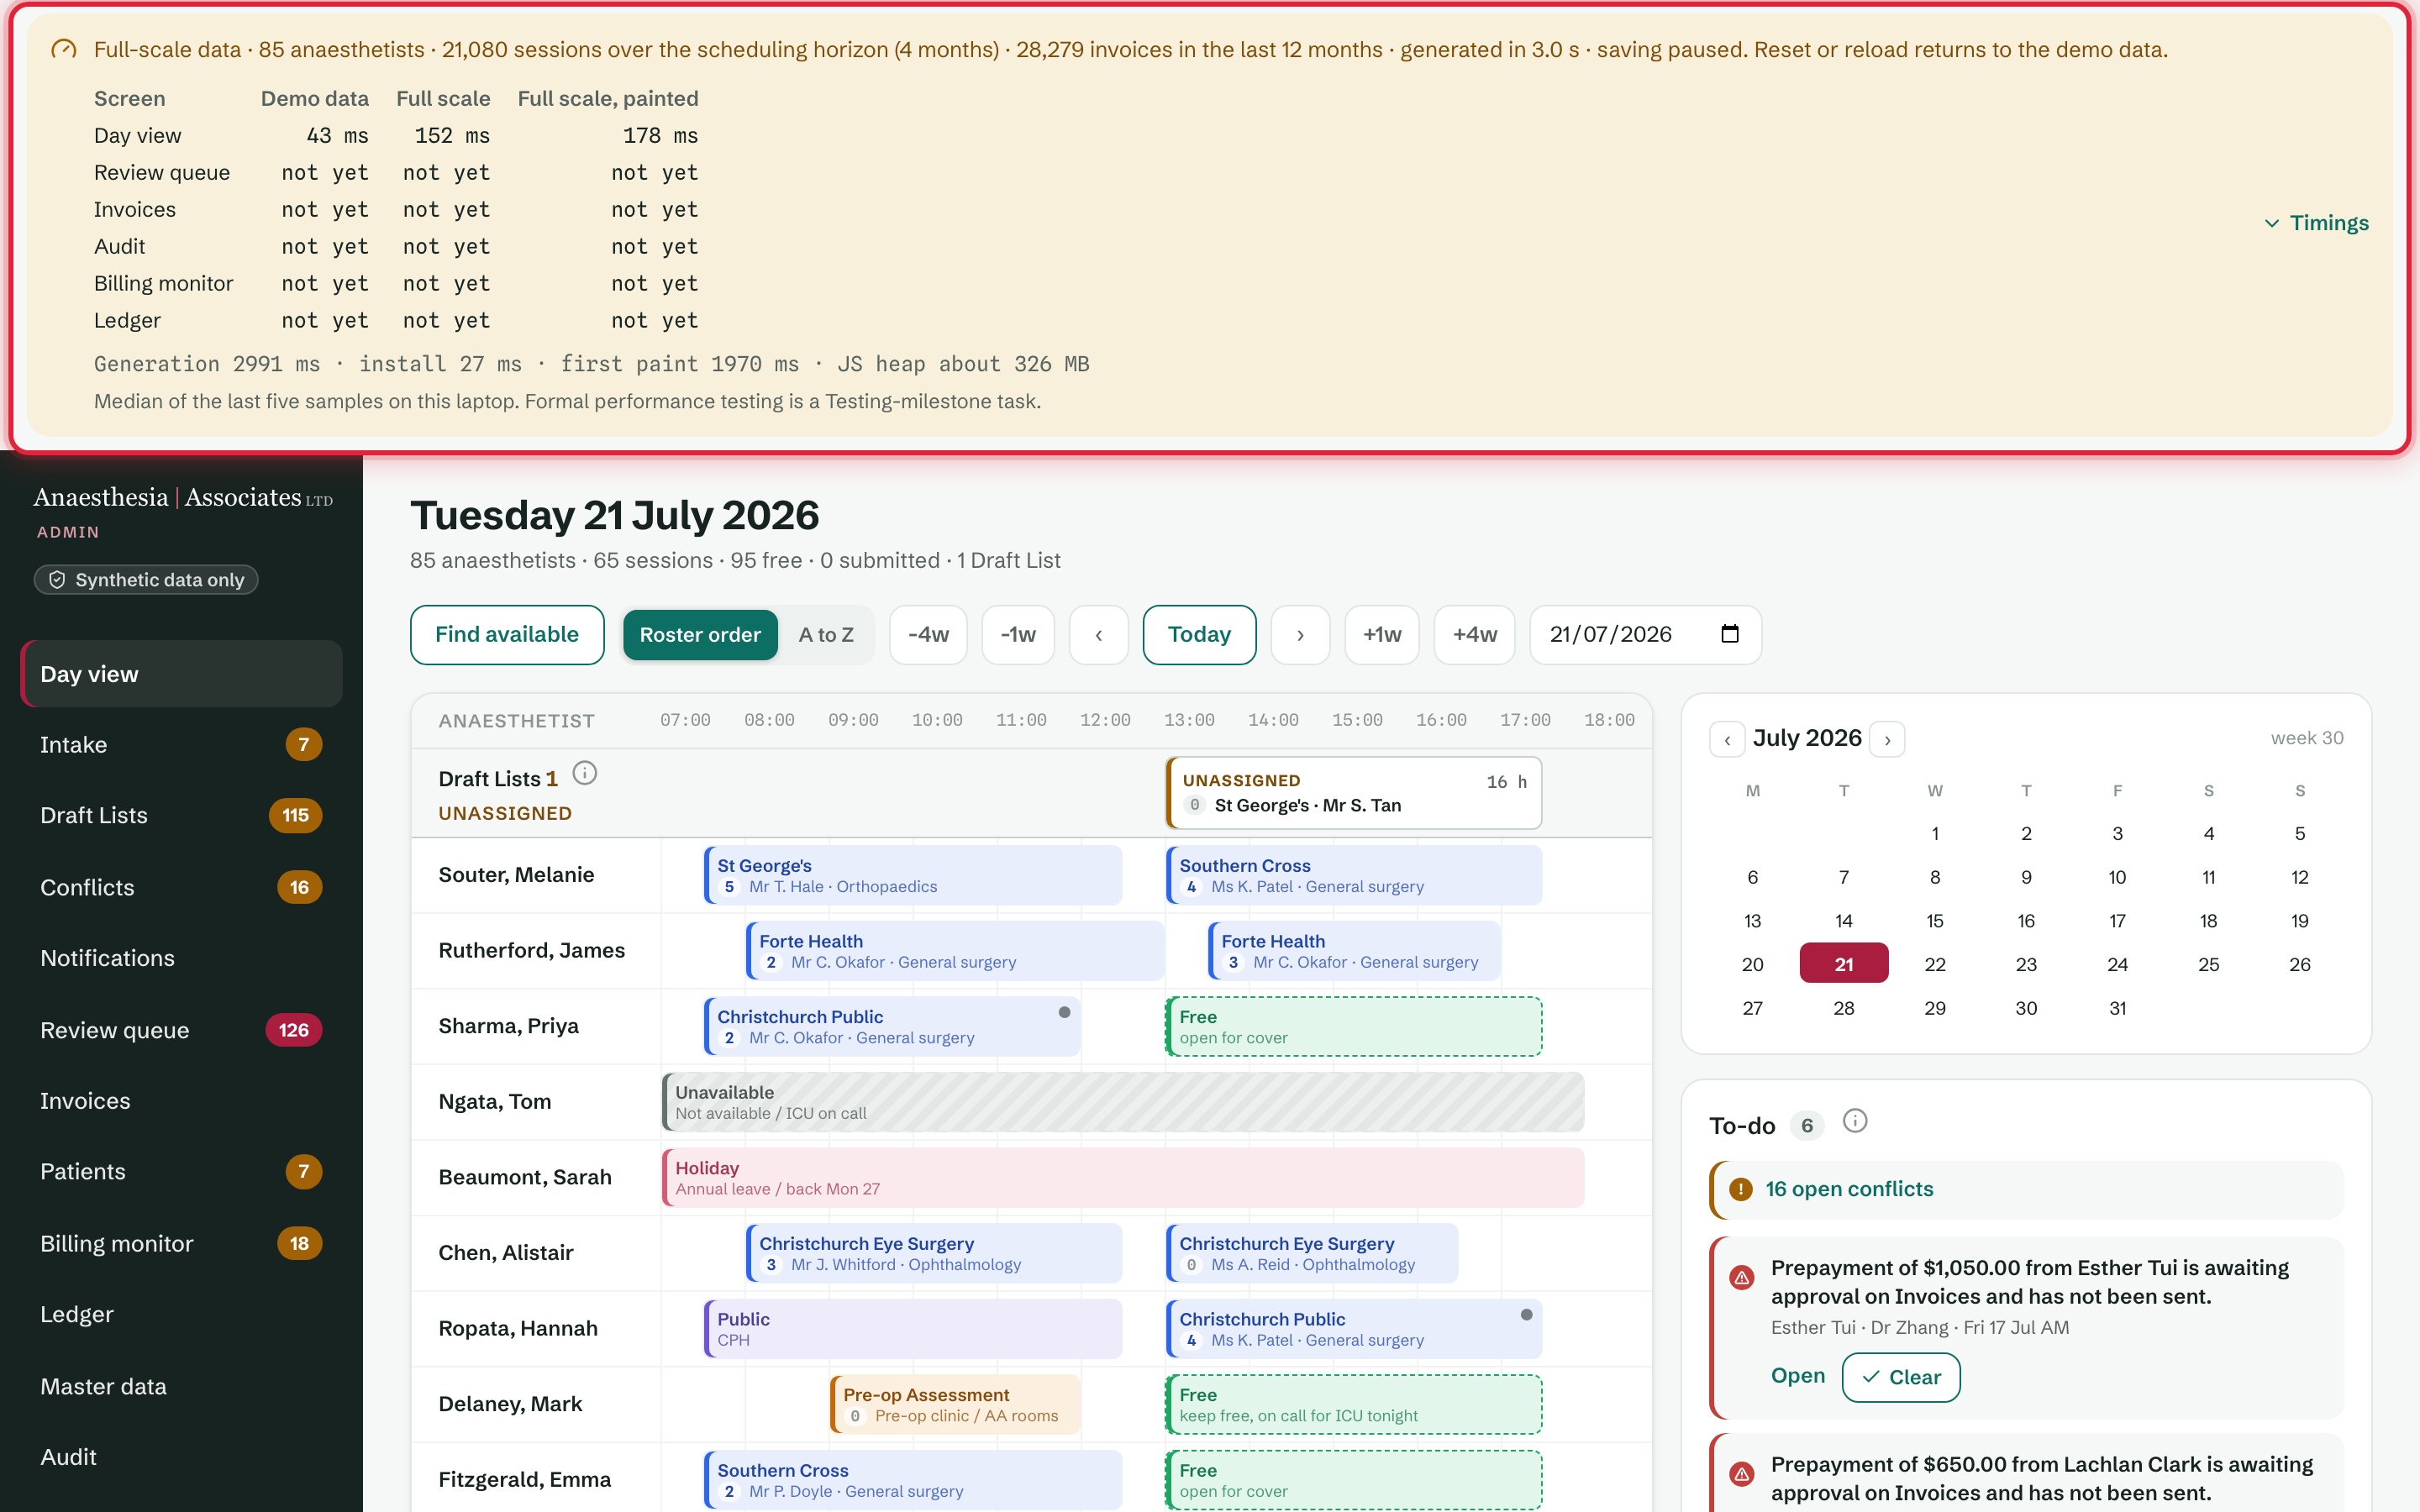 Full-scale data · 85 anaesthetists · 21,080 sessions over the scheduling horizon (4 months) · 28,279 invoices in the last 12 months · generated in 3.0 s · saving paused. Reset or reload returns to the demo data.
Screen Demo data Full scale Full scale, painted
Day view 43 ms 152 ms 178 ms
Review queue not yet not yet not yet
Invoices not yet not yet not yet
Audit not yet not yet not yet
Billing monitor not yet not yet not yet
Ledger not yet not yet not yet
Generation 2991 ms · install 27 ms · first paint 1970 ms · JS heap about 326 MB
Median of the last five samples on this laptop. Formal performance testing is a Testing-milestone task.
Timings
Anaesthesia | Associates LTD
ADMIN
Synthetic data only
Day view
Intake 7
Draft Lists 115
Conflicts 16
Notifications
Review queue 126
Invoices
Patients 7
Billing monitor 18
Ledger
Master data
Audit
Tuesday 21 July 2026
85 anaesthetists · 65 sessions · 95 free · 0 submitted · 1 Draft List
Find available Roster order A to Z -4w -1w ‹ Today › +1w +4w 21/07/2026
ANAESTHETIST 07:00 08:00 09:00 10:00 11:00 12:00 13:00 14:00 15:00 16:00 17:00 18:00
Draft Lists 1
UNASSIGNED
UNASSIGNED 16 h
0 St George's · Mr S. Tan
Souter, Melanie
St George's
5 Mr T. Hale · Orthopaedics
Southern Cross
4 Ms K. Patel · General surgery
Rutherford, James
Forte Health
2 Mr C. Okafor · General surgery
Forte Health
3 Mr C. Okafor · General surgery
Sharma, Priya
Christchurch Public
2 Mr C. Okafor · General surgery
Free
open for cover
Ngata, Tom
Unavailable
Not available / ICU on call
Beaumont, Sarah
Holiday
Annual leave / back Mon 27
Chen, Alistair
Christchurch Eye Surgery
3 Mr J. Whitford · Ophthalmology
Christchurch Eye Surgery
0 Ms A. Reid · Ophthalmology
Ropata, Hannah
Public
CPH
Christchurch Public
4 Ms K. Patel · General surgery
Delaney, Mark
Pre-op Assessment
0 Pre-op clinic / AA rooms
Free
keep free, on call for ICU tonight
Fitzgerald, Emma
Southern Cross
2 Mr P. Doyle · General surgery
Free
open for cover
‹ July 2026 › week 30
M T W T F S S
1 2 3 4 5
6 7 8 9 10 11 12
13 14 15 16 17 18 19
20 21 22 23 24 25 26
27 28 29 30 31
To-do 6
16 open conflicts
Prepayment of $1,050.00 from Esther Tui is awaiting
approval on Invoices and has not been sent.
Esther Tui · Dr Zhang · Fri 17 Jul AM
Open Clear
Prepayment of $650.00 from Lachlan Clark is awaiting
approval on Invoices and has not been sent.